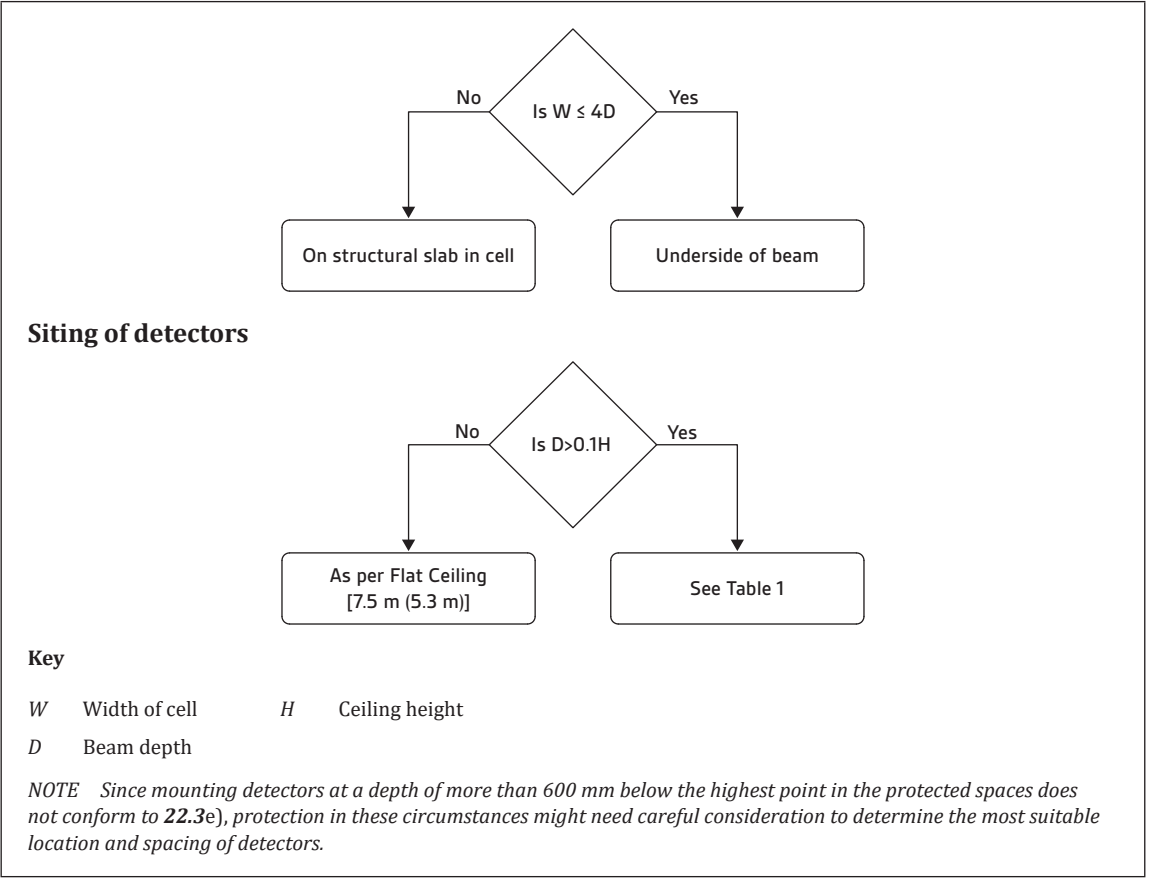 No
Is W ≤ 4D
Yes
On structural slab in cell
Underside of beam
Siting of detectors
No
Is D>0.1H
Yes
As per Flat Ceiling
[7.5 m (5.3 m)]
See Table 1
Key
W Width of cell H Ceiling height
D Beam depth
NOTE Since mounting detectors at a depth of more than 600 mm below the highest point in the protected spaces does
not conform to 22.3e), protection in these circumstances might need careful consideration to determine the most suitable
location and spacing of detectors.